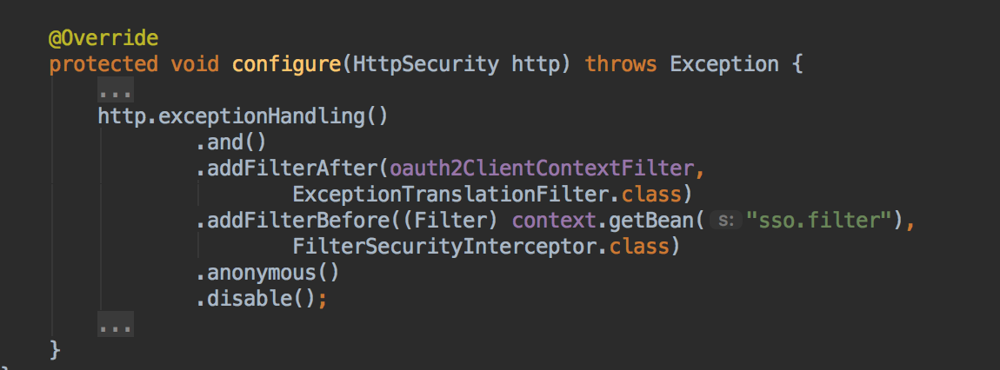 @Override
protected void configure(HttpSecurity http) throws Exception {
...
http.exceptionHandling()
.and()
.addFilterAfter(oauth2ClientContextFilter,
ExceptionTranslationFilter.class)
.addFilterBefore((Filter) context.getBean( s: "sso.filter"),
FilterSecurityInterceptor.class)
.anonymous()
.disable();
...
}
}